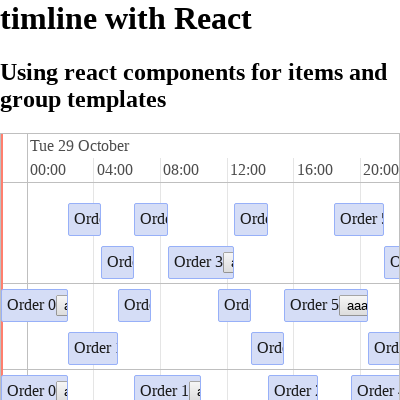 timline with React
Using react components for items and
group templates
Tue 29 October
00:00 04:00 08:00 12:00 16:00 20:00
Ord Ord Ord Order
Ord Order 3
Order 0 Ord Ord Order 5 aaa
Order Ord Ord
Order 0 Order 1 a Order Order